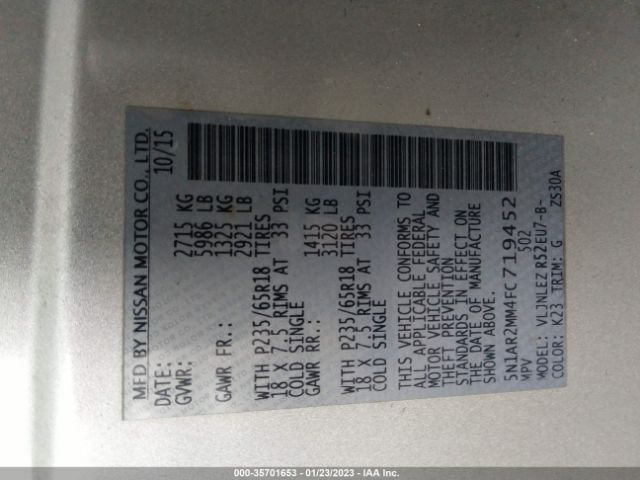 MFD BY NISSAN MOTOR CO., LTD.
DATE: 10/15
GVWR: 2715 KG
5986 LB
GAWR FR.: 1325 KG
2921 LB
WITH P235/65R18 TIRES
18 X 7.5 RIMS AT 33 PSI
COLD SINGLE
GAWR RR.: 1415 KG
3120 LB
WITH P235/65R18 TIRES
18 X 7.5 RIMS AT 33 PSI
COLD SINGLE
THIS VEHICLE CONFORMS TO
ALL APPLICABLE FEDERAL
MOTOR VEHICLE SAFETY AND
THEFT PREVENTION
STANDARDS IN EFFECT ON
THE DATE OF MANUFACTURE
SHOWN ABOVE.
5N1AR2MM4FC719452
MPV 502
MODEL: VLJNLEZ R52EU7-B-
COLOR: K23 TRIM: G ZS30A
000-35701653 - 01/23/2023 - IAA Inc.